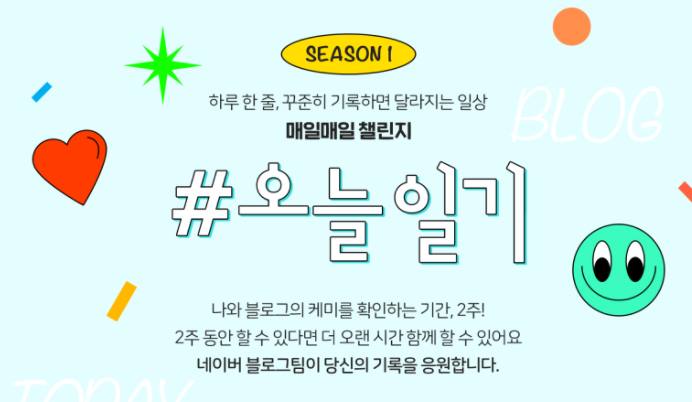 SEASON 1
하루 한 줄, 꾸준히 기록하면 달라지는 일상
BLOG
매일매일 챌린지
#오늘일기
나와 블로그의 케미를 확인하는 기간, 2주!
2주 동안 할 수 있다면 더 오랜 시간 함께 할 수 있어요
네이버 블로그팀이 당신의 기록을 응원합니다.
TODAY